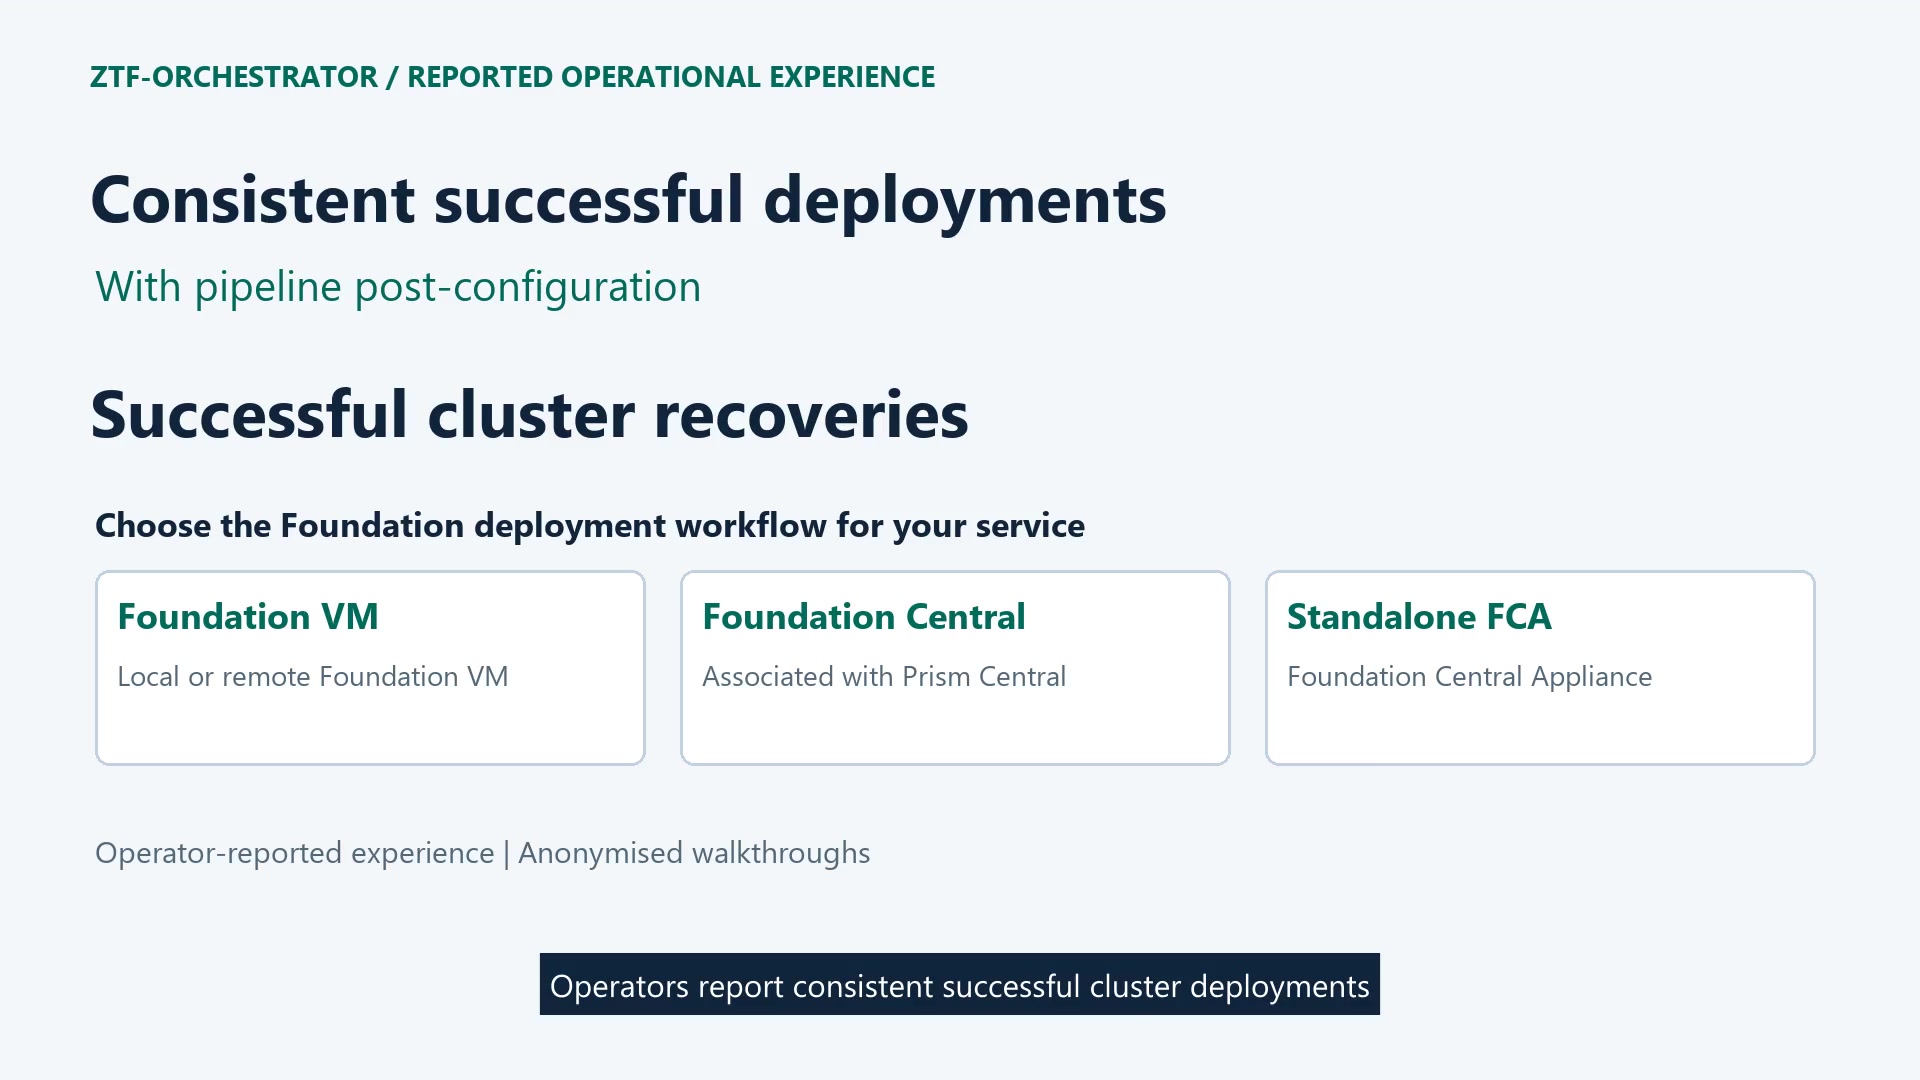 ZTF-ORCHESTRATOR / REPORTED OPERATIONAL EXPERIENCE
Consistent successful deployments
With pipeline post-configuration
Successful cluster recoveries
Choose the Foundation deployment workflow for your service
Foundation VM
Local or remote Foundation VM
Foundation Central
Associated with Prism Central
Standalone FCA
Foundation Central Appliance
Operator-reported experience | Anonymised walkthroughs
Operators report consistent successful cluster deployments